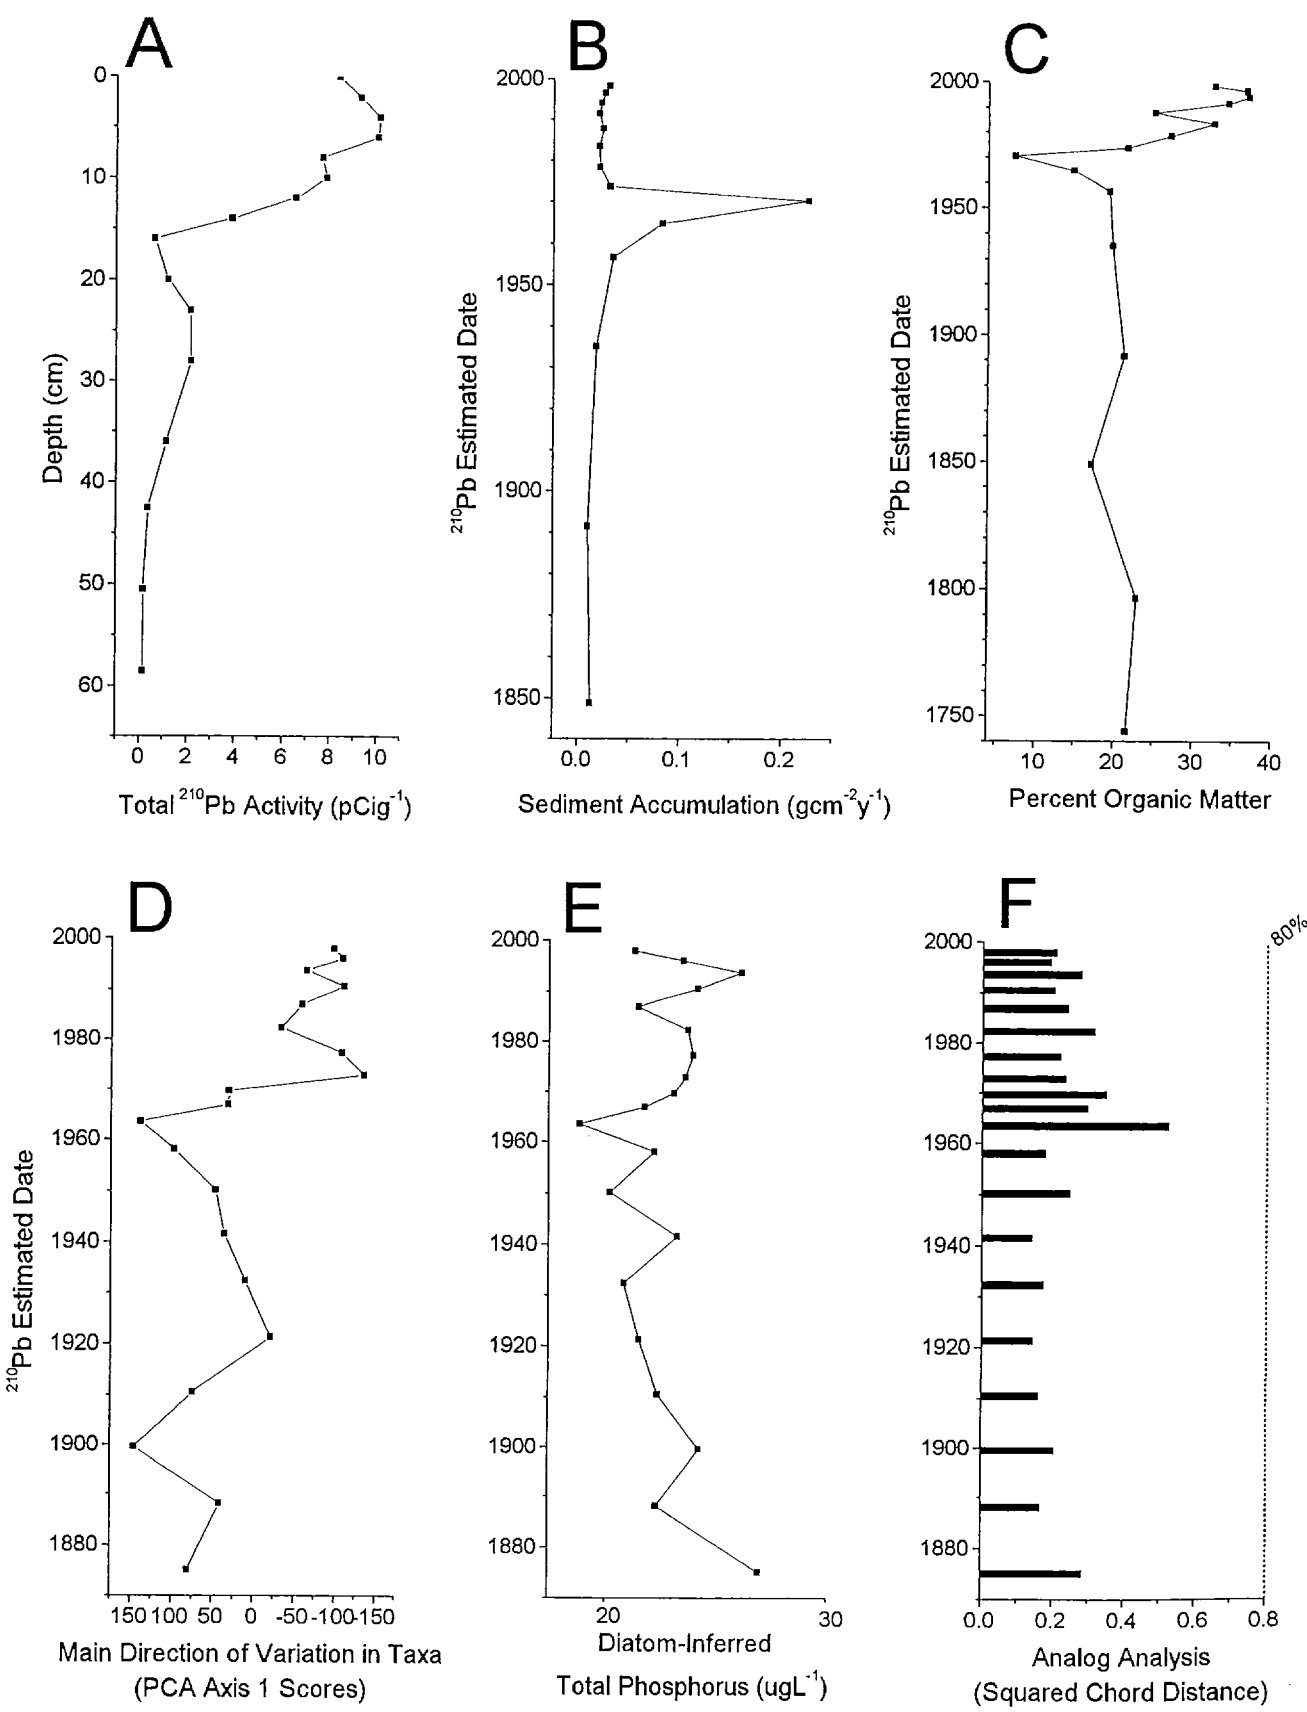 A
0
10
20
30
40
50
60
Depth (cm)
0 2 4 6 8 10
Total ²¹⁰Pb Activity (pCig⁻¹)
B
2000
1950
1900
1850
²¹⁰Pb Estimated Date
0.0 0.1 0.2
Sediment Accumulation (gcm⁻²y⁻¹)
C
2000
1950
1900
1850
1800
1750
²¹⁰Pb Estimated Date
10 20 30 40
Percent Organic Matter
D
2000
1980
1960
1940
1920
1900
1880
²¹⁰Pb Estimated Date
150 100 50 0 -50 -100 -150
Main Direction of Variation in Taxa
(PCA Axis 1 Scores)
E
2000
1980
1960
1940
1920
1900
1880
20 30
Diatom-Inferred
Total Phosphorus (ugL⁻¹)
F
80%
2000
1980
1960
1940
1920
1900
1880
0.0 0.2 0.4 0.6 0.8
Analog Analysis
(Squared Chord Distance)